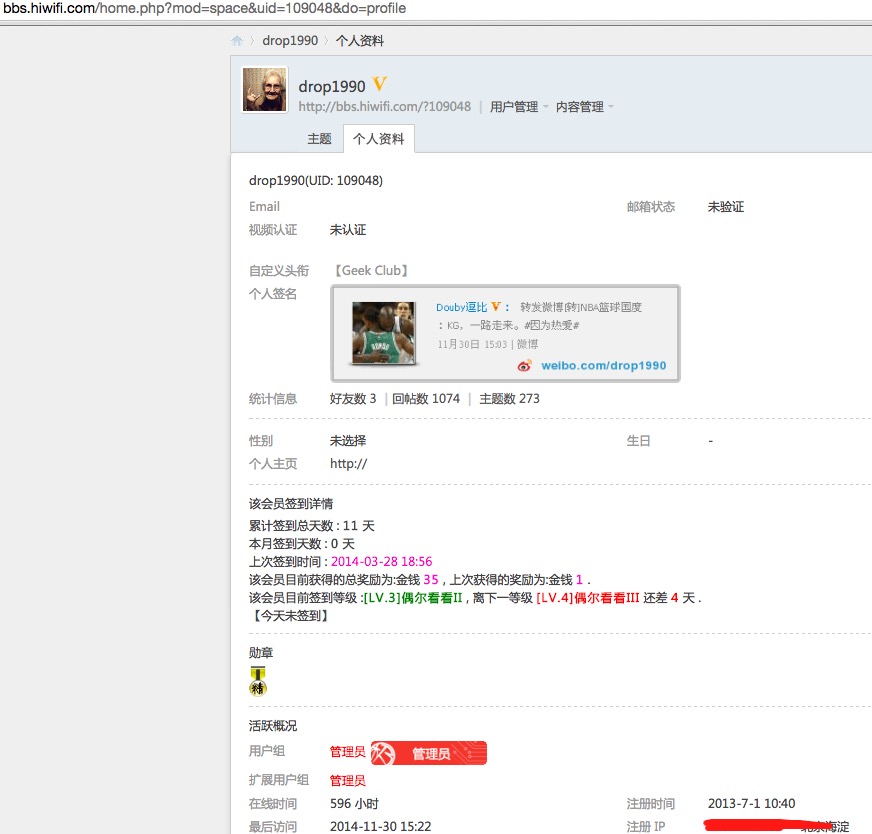 bbs.hiwifi.com/home.php?mod=space&uid=109048&do=profile
drop1990 › 个人资料
drop1990 V
http://bbs.hiwifi.com/?109048 | 用户管理 内容管理
主题 个人资料
drop1990(UID: 109048)
Email 邮箱状态 未验证
视频认证 未认证
自定义头衔 【Geek Club】
个人签名
Douby逗比 V： 转发微博[转]NBA篮球国度
：KG，一路走来。#因为热爱#
11月30日 15:03 | 微博
weibo.com/drop1990
统计信息 好友数 3 | 回帖数 1074 | 主题数 273
性别 未选择 生日 -
个人主页 http://
该会员签到详情
累计签到总天数 : 11 天
本月签到天数 : 0 天
上次签到时间 : 2014-03-28 18:56
该会员目前获得的总奖励为:金钱 35 , 上次获得的奖励为:金钱 1 .
该会员目前签到等级 :[LV.3]偶尔看看II , 离下一等级 [LV.4]偶尔看看III 还差 4 天 .
【今天未签到】
勋章
精
活跃概况
用户组 管理员 管理员
扩展用户组 管理员
在线时间 596 小时 注册时间 2013-7-1 10:40
最后访问 2014-11-30 15:22 注册 IP 北京海淀